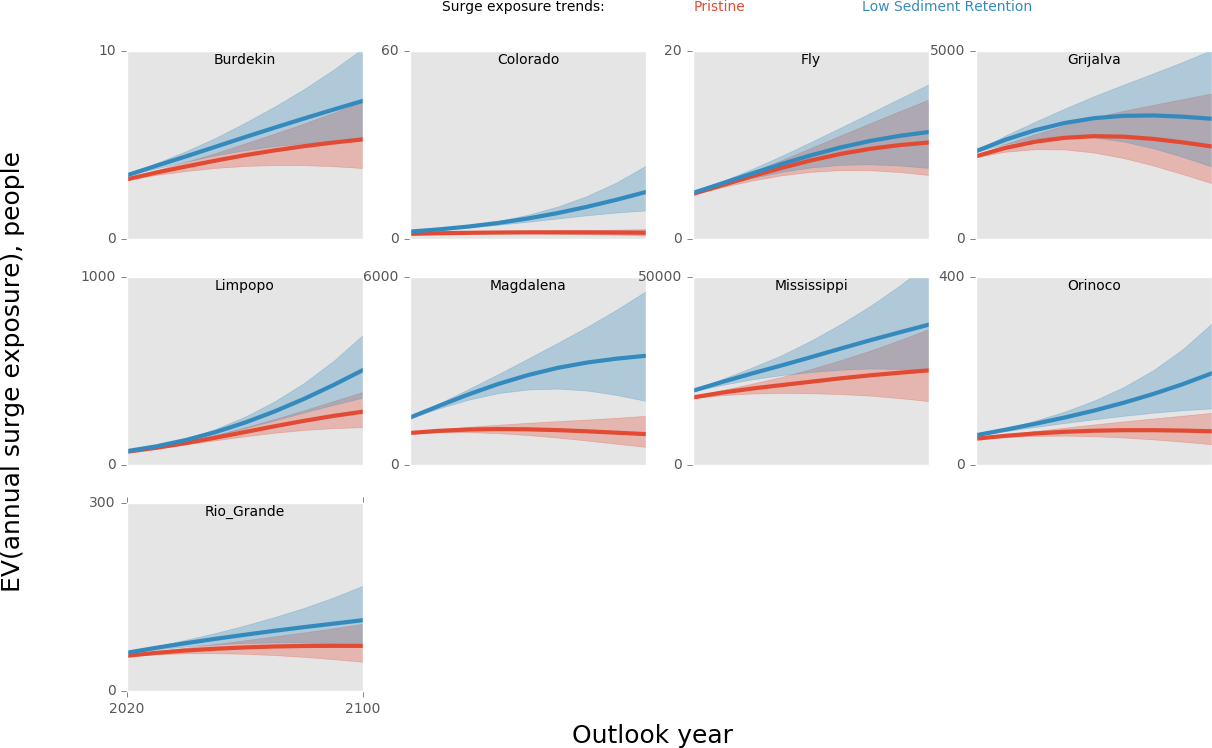 Surge exposure trends: Pristine Low Sediment Retention
10 Burdekin 60 Colorado 20 Fly 5000 Grijalva
0 0 0 0
1000 Limpopo 6000 Magdalena 50000 Mississippi 400 Orinoco
0 0 0 0
300 Rio_Grande
0
2020 2100
EV(annual surge exposure), people
Outlook year